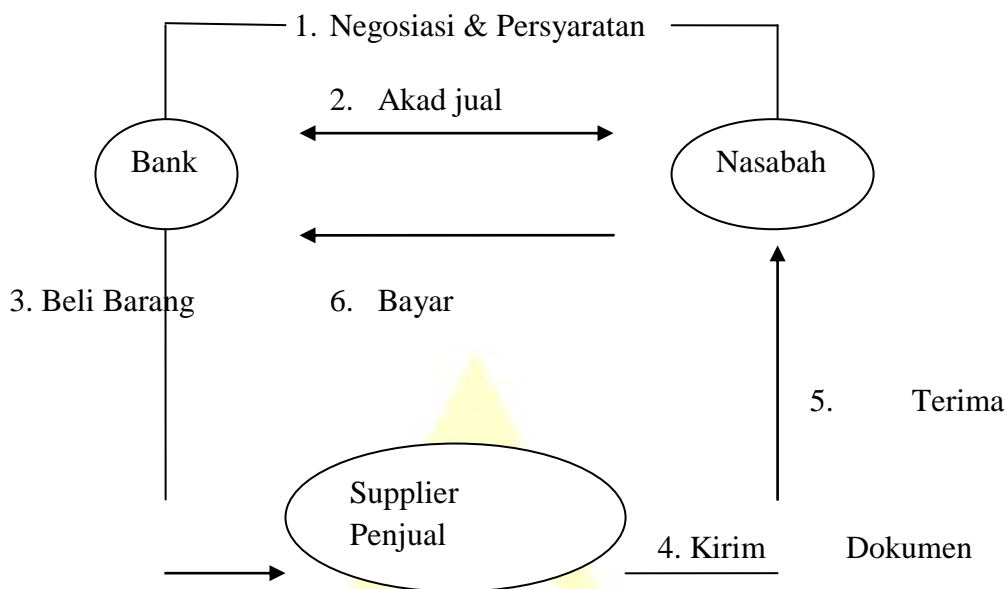 1. Negosiasi & Persyaratan
2. Akad jual
Bank
Nasabah
3. Beli Barang
6. Bayar
5. Terima
Supplier
Penjual
4. Kirim Dokumen